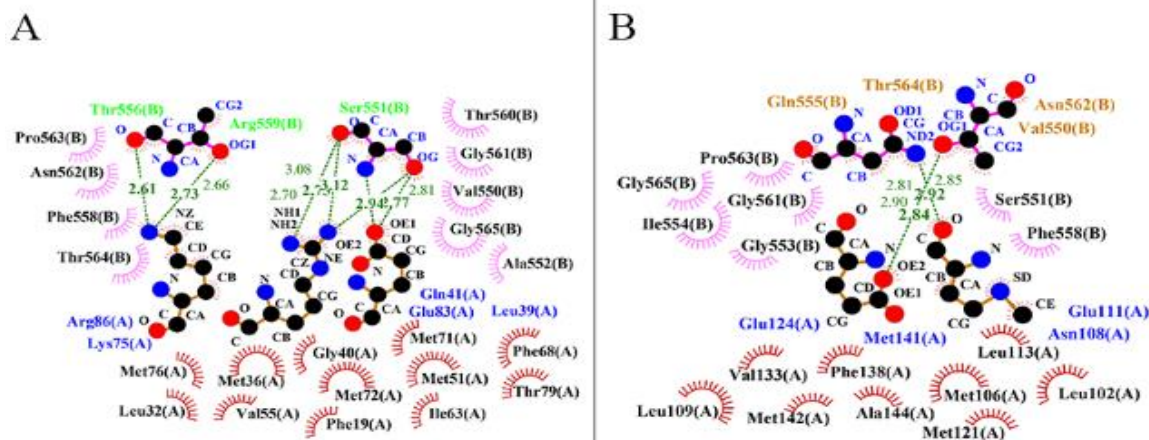 A
Thr556(B)
CG2
Ser551(B)
O
C
CB
Arg559(B)
O
C
CA
CB
Thr560(B)
Pro563(B)
N
CA
OG1
N
OG
Gly561(B)
Asn562(B)
2.61
2.73
2.66
3.08
2.70
3.12
2.94
2.81
Val550(B)
Phe558(B)
NZ
CE
NH1
NH2
OE2
OE1
Gly565(B)
Thr564(B)
CD
CG
CZ
NE
CD
CG
Ala552(B)
N
CB
N
CD
CG
N
CB
Gln41(A)
C
CA
CA
C
CA
Glu83(A)
Leu39(A)
Arg86(A)
O
O
C
CB
O
Lys75(A)
Met71(A)
Phe68(A)
Met76(A)
Met36(A)
Gly40(A)
Met51(A)
Thr79(A)
Leu32(A)
Val55(A)
Met72(A)
Ile63(A)
Phe19(A)
B
Thr564(B)
O
Gln555(B)
N
OD1
N
C
Asn562(B)
CG
OG1
CA
Val550(B)
O
CA
ND2
CG2
Pro563(B)
C
CB
Gly565(B)
Gly561(B)
2.81
2.85
2.90
2.92
2.84
Ser551(B)
Ile554(B)
O
O
Phe558(B)
Gly553(B)
C
CA
N
C
CA
N
CB
OE2
CB
SD
CD
OE1
CE
Glu124(A)
CG
Met141(A)
CG
Glu111(A)
Asn108(A)
Leu113(A)
Val133(A)
Phe138(A)
Met106(A)
Leu102(A)
Leu109(A)
Met142(A)
Ala144(A)
Met121(A)